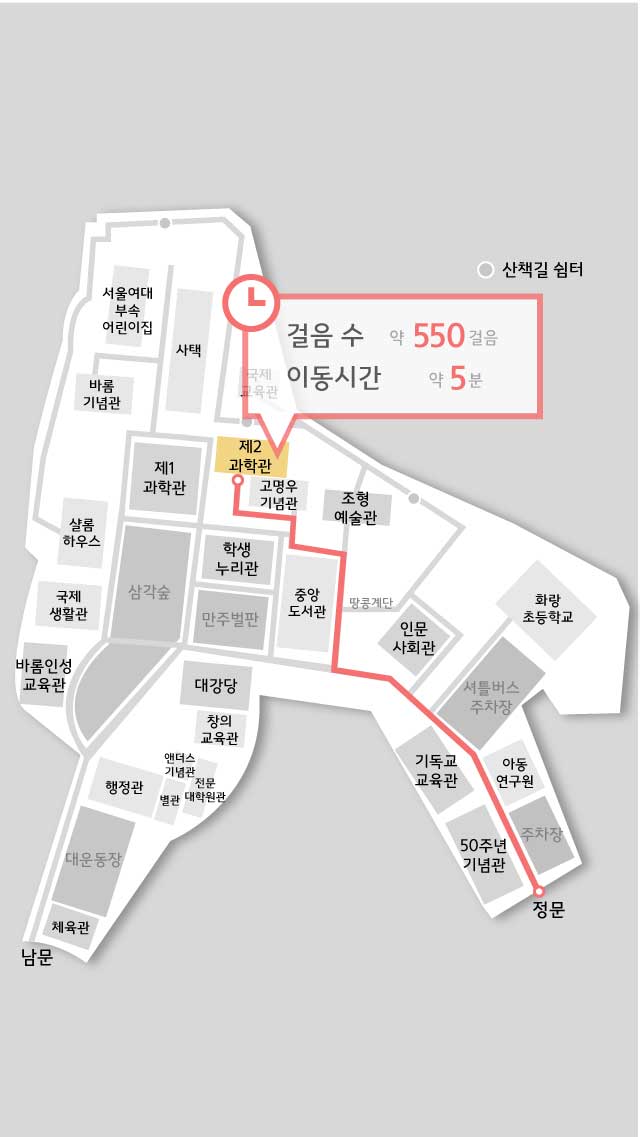 산책길 쉼터
걸음 수 약 550 걸음
이동시간 약 5 분
서울여대
부속
어린이집
사택
국제
교육관
바롬
기념관
제2
과학관
제1
과학관
고명우
기념관
조형
예술관
샬롬
하우스
학생
누리관
중앙
도서관
땅콩계단
삼각숲
만주벌판
국제
생활관
화랑
초등학교
인문
사회관
바롬인성
교육관
대강당
셔틀버스
주차장
창의
교육관
앤더스
기념관
전문
대학원관
별관
행정관
기독교
교육관
아동
연구원
대운동장
50주년
기념관
주차장
체육관
정문
남문